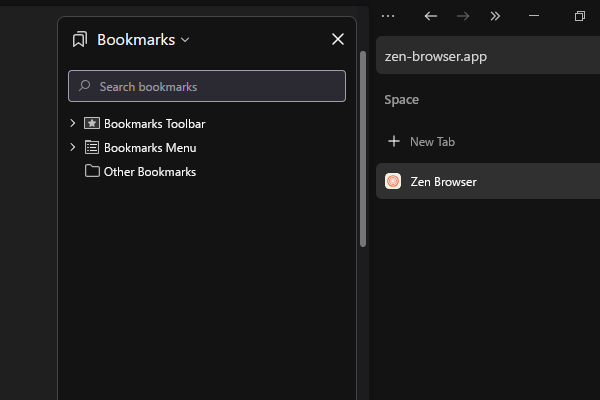 Bookmarks
Search bookmarks
Bookmarks Toolbar
Bookmarks Menu
Other Bookmarks
zen-browser.app
Space
New Tab
Zen Browser